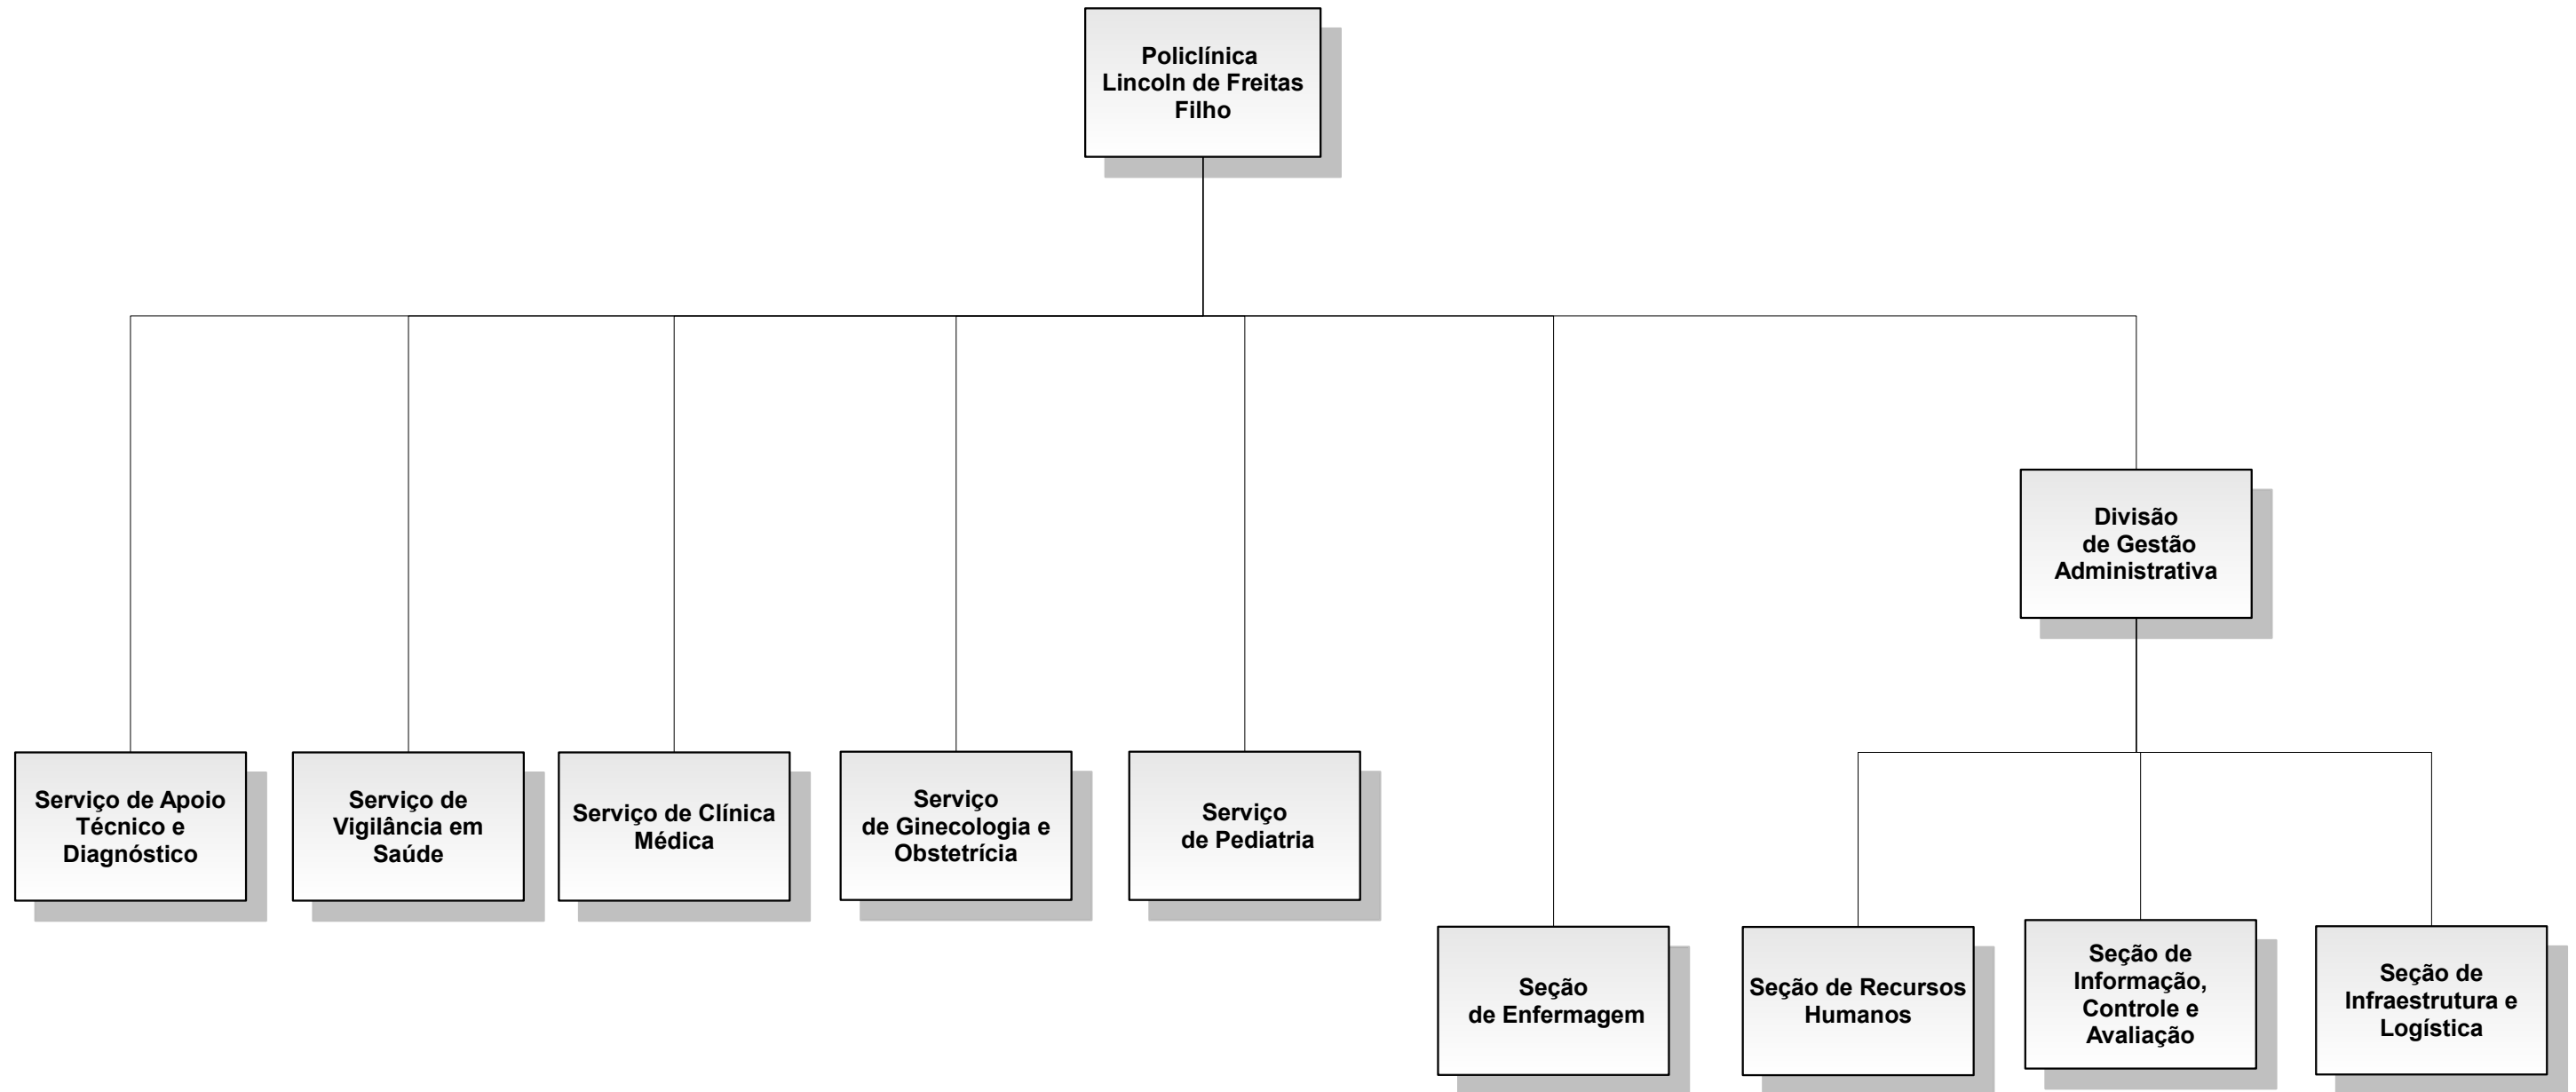 Policlínica
Lincoln de Freitas
Filho
Divisão
de Gestão
Administrativa
Serviço de Apoio
Técnico e
Diagnóstico
Serviço de
Vigilância em
Saúde
Serviço de Clínica
Médica
Serviço
de Ginecologia e
Obstetrícia
Serviço
de Pediatria
Seção
de Enfermagem
Seção de Recursos
Humanos
Seção de
Informação,
Controle e
Avaliação
Seção de
Infraestrutura e
Logística